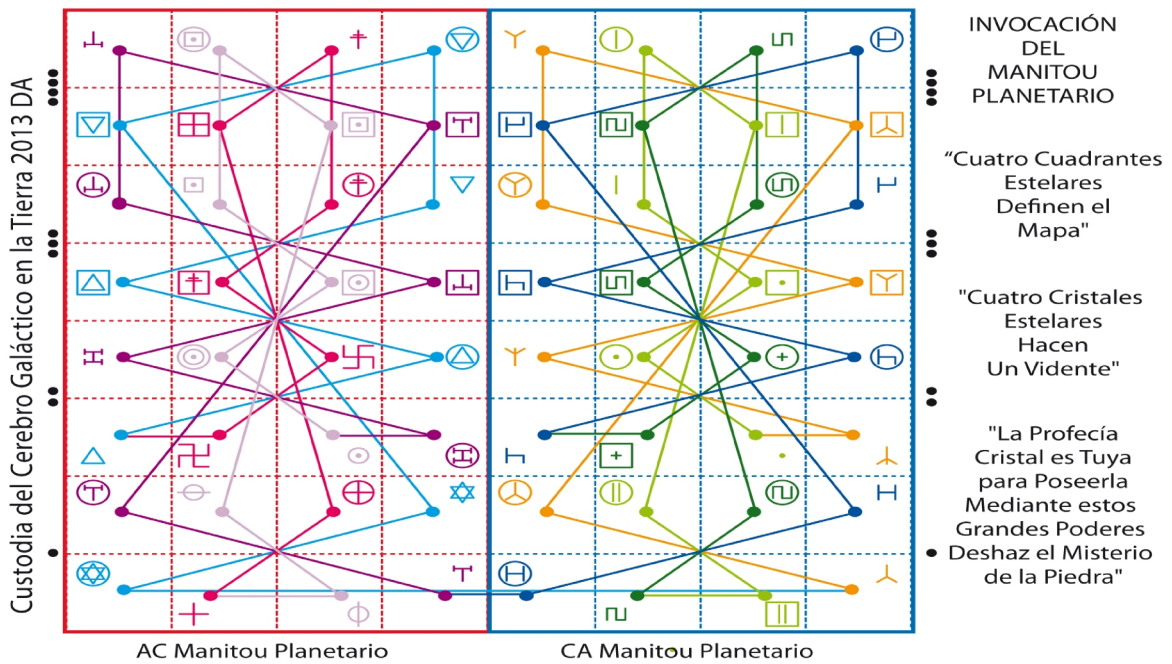 Custodia del Cerebro Galáctico en la Tierra 2013 DA
INVOCACIÓN
DEL
MANITOU
PLANETARIO
“Cuatro Cuadrantes
Estelares
Definen el
Mapa"
"Cuatro Cristales
Estelares
Hacen
Un Vidente"
"La Profecía
Cristal es Tuya
para Poseerla
Mediante estos
Grandes Poderes
Deshaz el Misterio
de la Piedra"
AC Manitou Planetario
CA Manitou Planetario